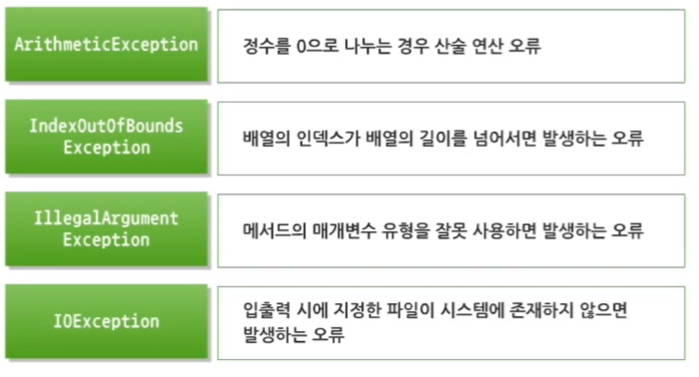 ArithmeticException
정수를 0으로 나누는 경우 산술 연산 오류
IndexOutOfBounds
Exception
배열의 인덱스가 배열의 길이를 넘어서면 발생하는 오류
IllegalArgument
Exception
메서드의 매개변수 유형을 잘못 사용하면 발생하는 오류
IOException
입출력 시에 지정한 파일이 시스템에 존재하지 않으면
발생하는 오류